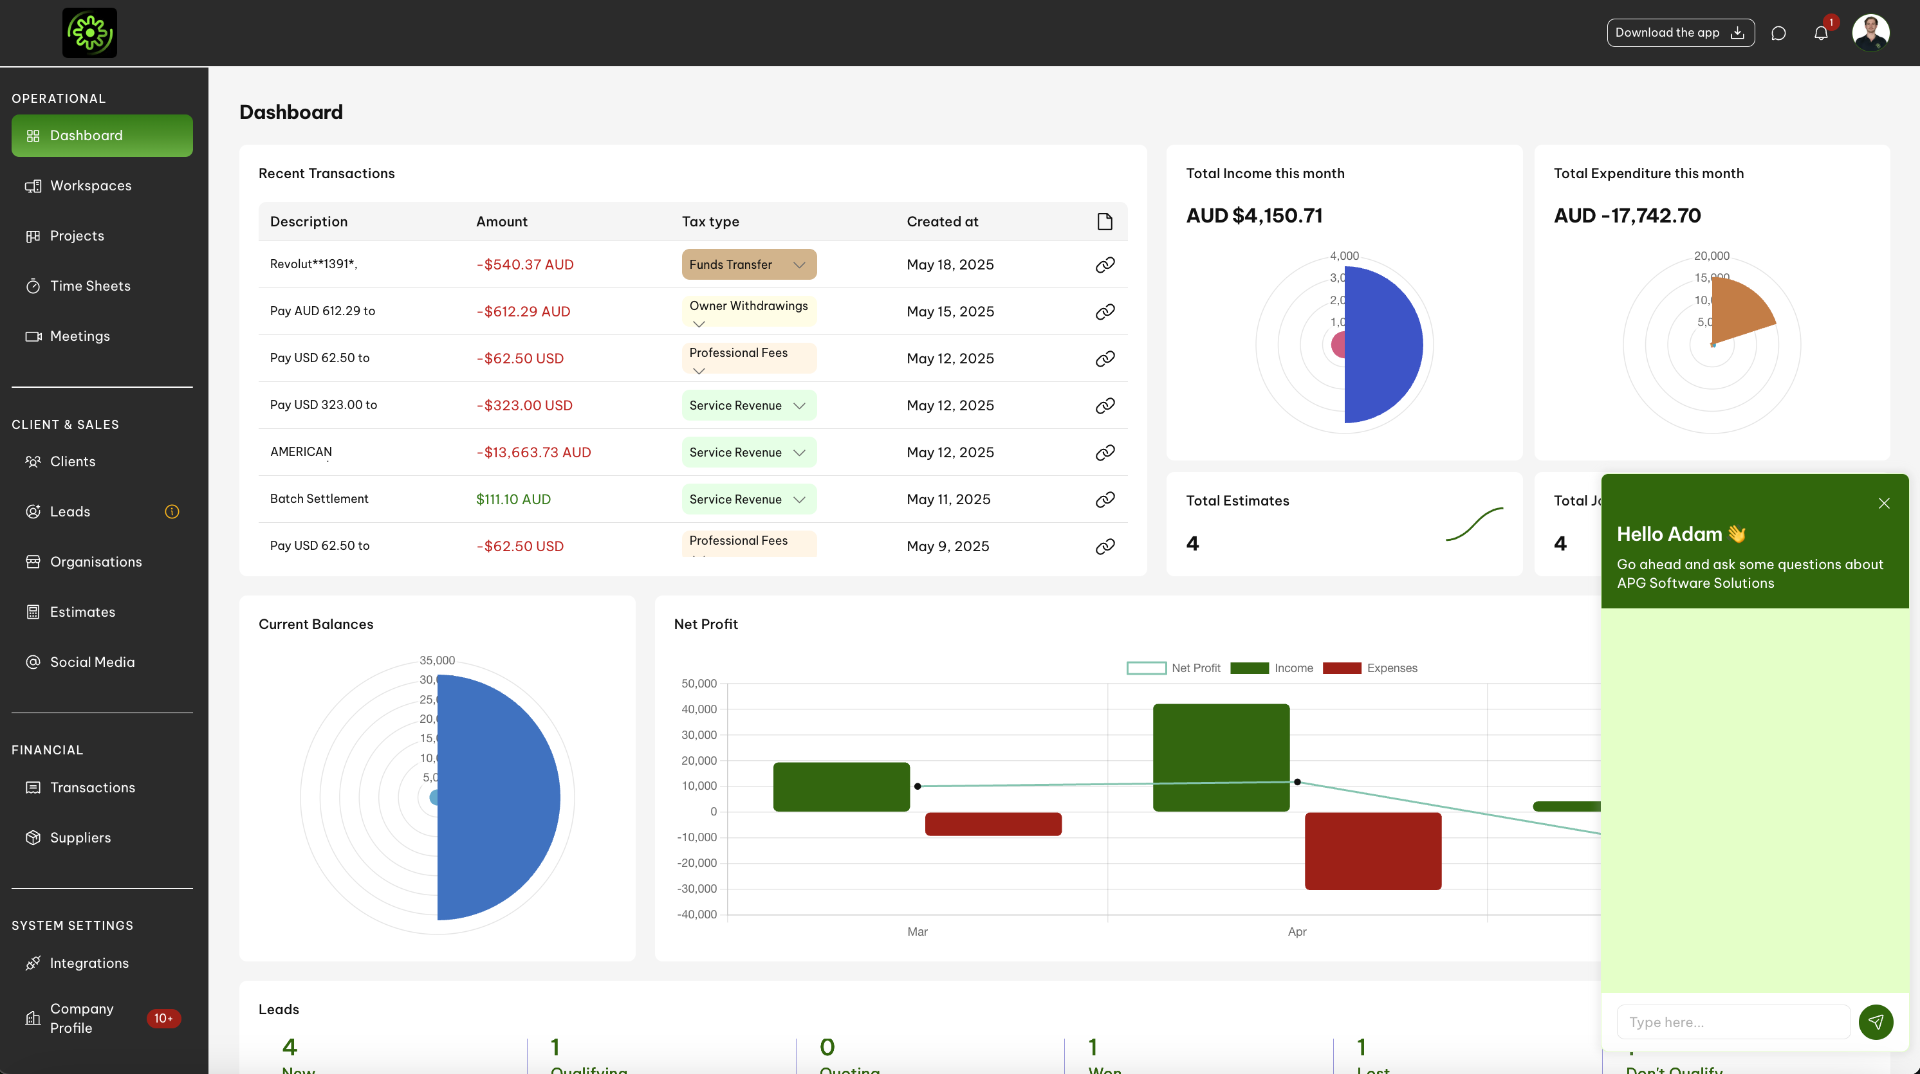 Download the app
1
OPERATIONAL
Dashboard
Workspaces
Projects
Time Sheets
Meetings
CLIENT & SALES
Clients
Leads
Organisations
Estimates
Social Media
FINANCIAL
Transactions
Suppliers
SYSTEM SETTINGS
Integrations
Company
Profile
10+
Dashboard
Recent Transactions
Description Amount Tax type Created at
Revolut**1391*, -$540.37 AUD Funds Transfer May 18, 2025
Pay AUD 612.29 to -$612.29 AUD Owner Withdrawings May 15, 2025
Pay USD 62.50 to -$62.50 USD Professional Fees May 12, 2025
Pay USD 323.00 to -$323.00 USD Service Revenue May 12, 2025
AMERICAN -$13,663.73 AUD Service Revenue May 12, 2025
Batch Settlement $111.10 AUD Service Revenue May 11, 2025
Pay USD 62.50 to -$62.50 USD Professional Fees May 9, 2025
Total Income this month
AUD $4,150.71
4,000
3,0
2,0
1,0
Total Expenditure this month
AUD -17,742.70
20,000
15,000
10,0
5,0
Total Estimates
4
Total Jo
4
Current Balances
35,000
30,0
25,0
20,0
15,0
10,0
5,0
Net Profit
Net Profit Income Expenses
50,000
40,000
30,000
20,000
10,000
0
-10,000
-20,000
-30,000
-40,000
Mar Apr
Leads
4 1 0 1 1
New Qualifying Quoting Won Lost Don't Qualify
Hello Adam 👋
Go ahead and ask some questions about
APG Software Solutions
Type here...